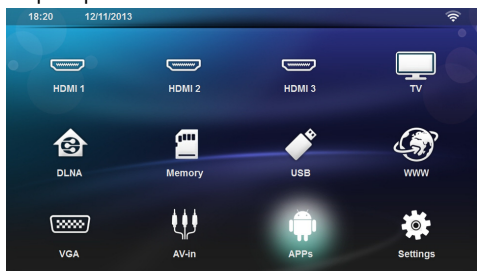 18:20 12/11/2013
HDMI 1 HDMI 2 HDMI 3 TV
DLNA Memory USB WWW
VGA AV-in APPs Settings